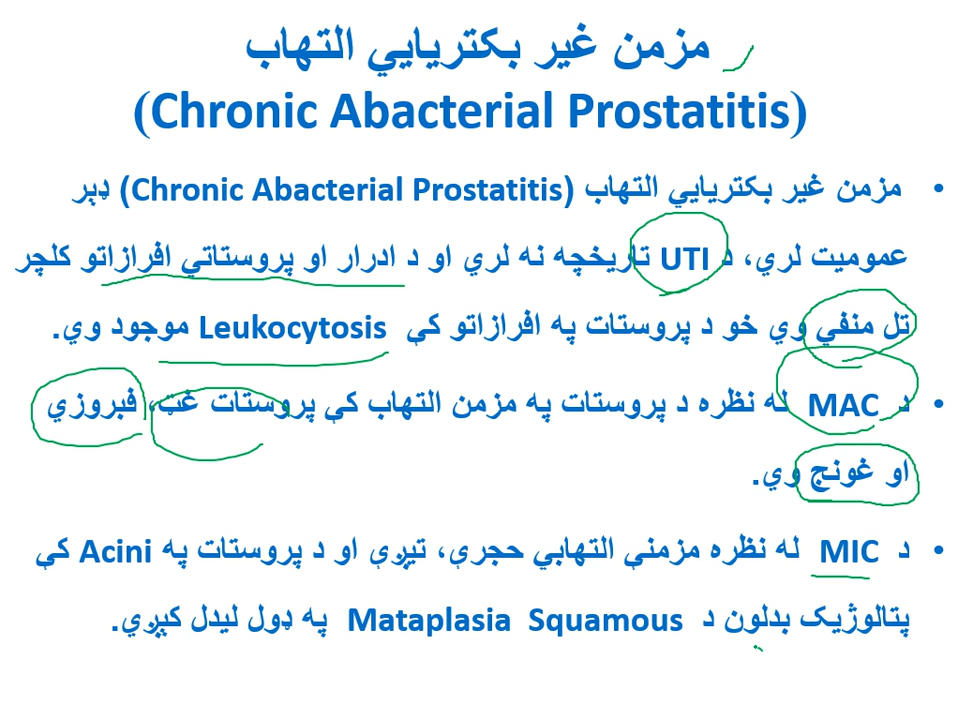 مزمن غير بکتريايي التهاب
(Chronic Abacterial Prostatitis)
• مزمن غير بکتريايي التهاب (Chronic Abacterial Prostatitis) ډېر
عموميت لري، د UTI تاريخچه نه لري او د ادرار او پروستاتي افرازاتو کلچر
تل منفي وي خو د پروستات په افرازاتو کې Leukocytosis موجود وي.
• د MAC له نظره د پروستات په مزمن التهاب کې پروستات غټ، فبروزي
او غونج وي.
• د MIC له نظره مزمنې التهابي حجرې، تيږې او د پروستات په Acini کې
پتالوژيک بدلون د Mataplasia Squamous په ډول ليدل کيږي.